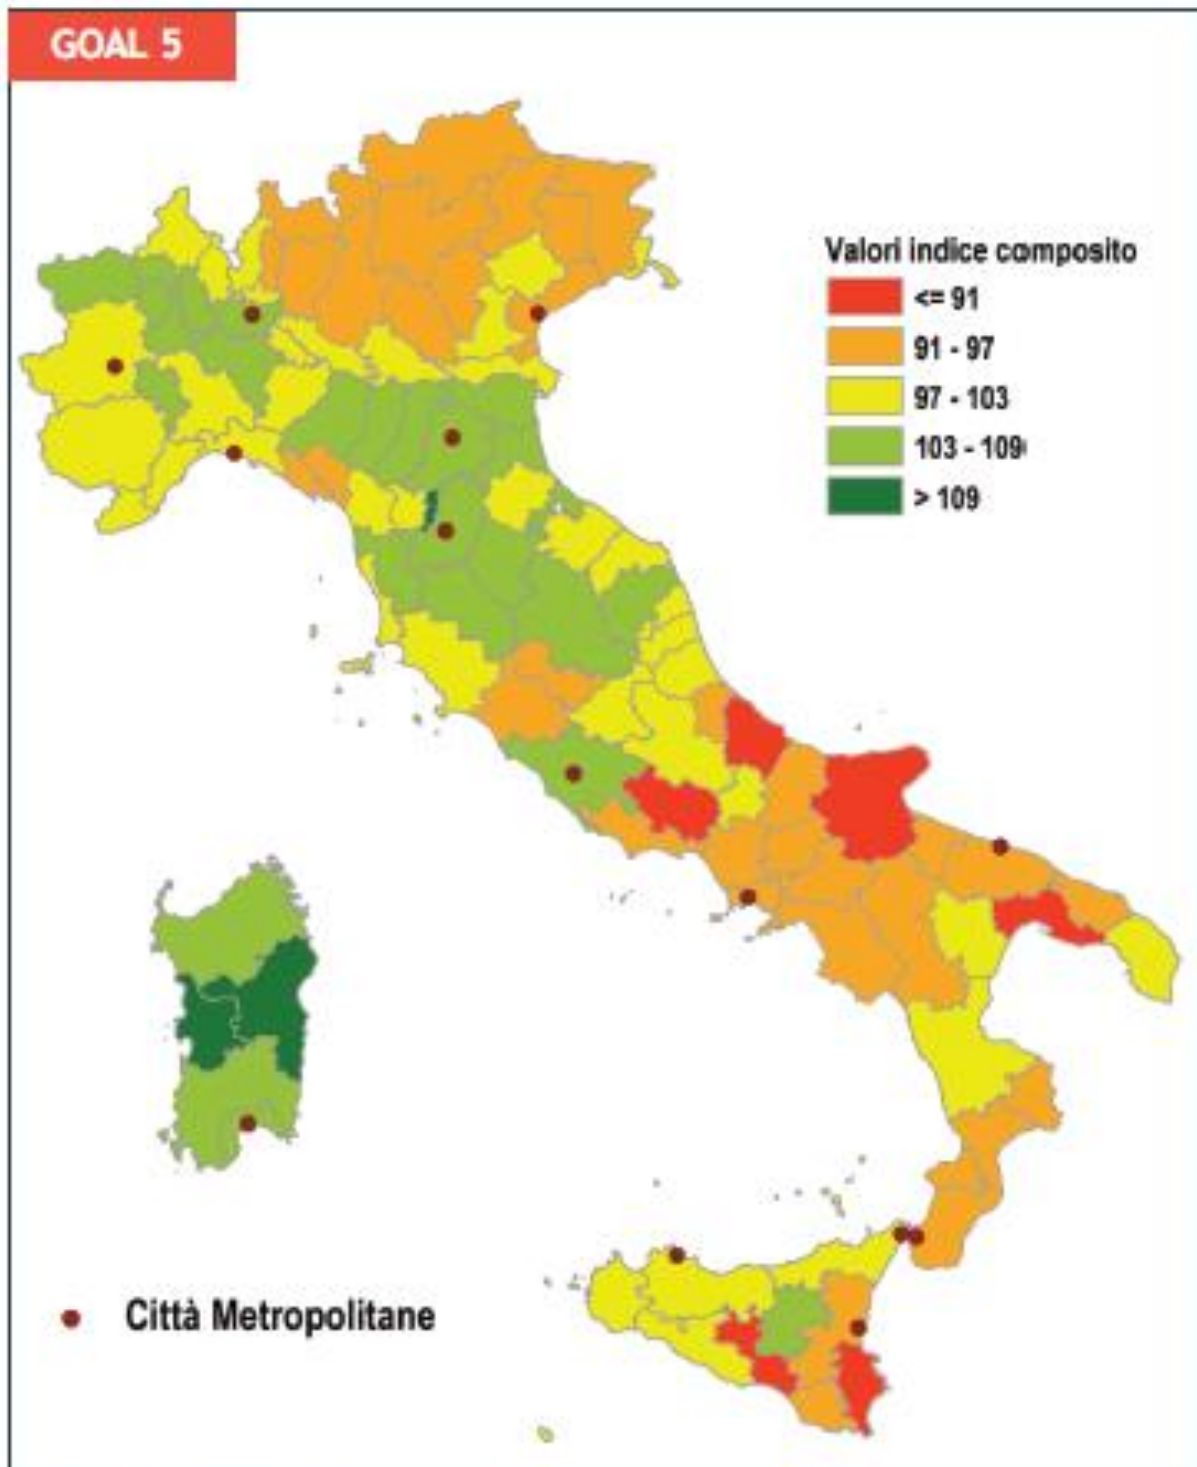 GOAL 5
Valori indice composito
<= 91
91 - 97
97 - 103
103 - 109
> 109
Città Metropolitane